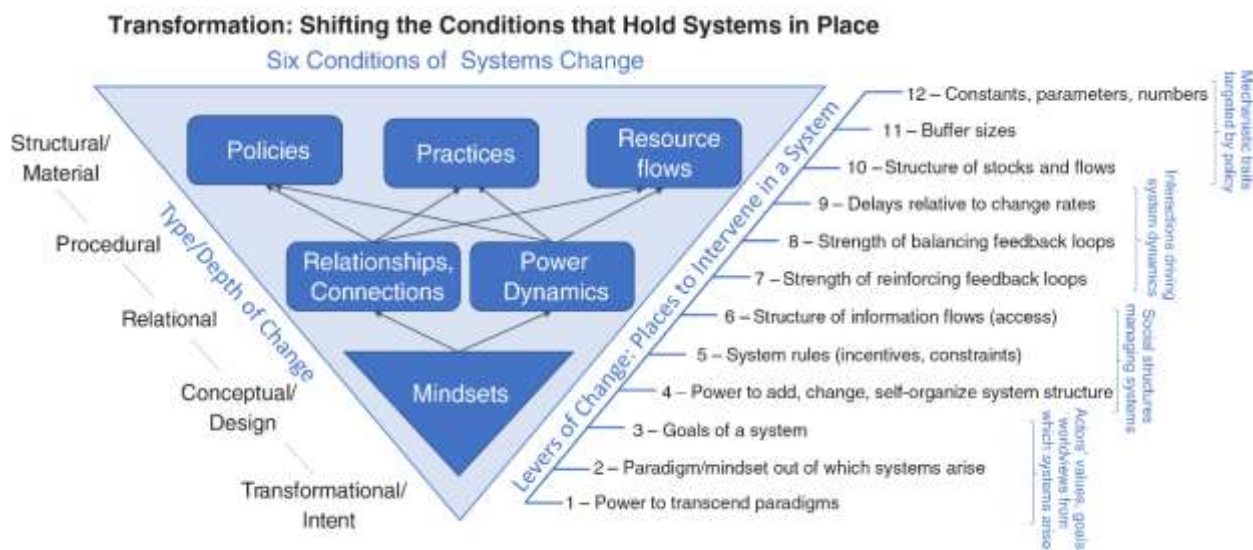 Transformation: Shifting the Conditions that Hold Systems in Place
Six Conditions of Systems Change
Structural/
Material
Procedural
Relational
Conceptual/
Design
Transformational/
Intent
Type/Depth of Change
Policies
Practices
Resource
flows
Relationships,
Connections
Power
Dynamics
Mindsets
Levers of Change: Places to Intervene in a System
12 – Constants, parameters, numbers
11 – Buffer sizes
10 – Structure of stocks and flows
9 – Delays relative to change rates
8 – Strength of balancing feedback loops
7 – Strength of reinforcing feedback loops
6 – Structure of information flows (access)
5 – System rules (incentives, constraints)
4 – Power to add, change, self-organize system structure
3 – Goals of a system
2 – Paradigm/mindset out of which systems arise
1 – Power to transcend paradigms
Mechanistic traits
targeted by policy
Interactions driving
system dynamics
Social structures
managing systems
Actors' values, goals
worldviews from
which systems arise